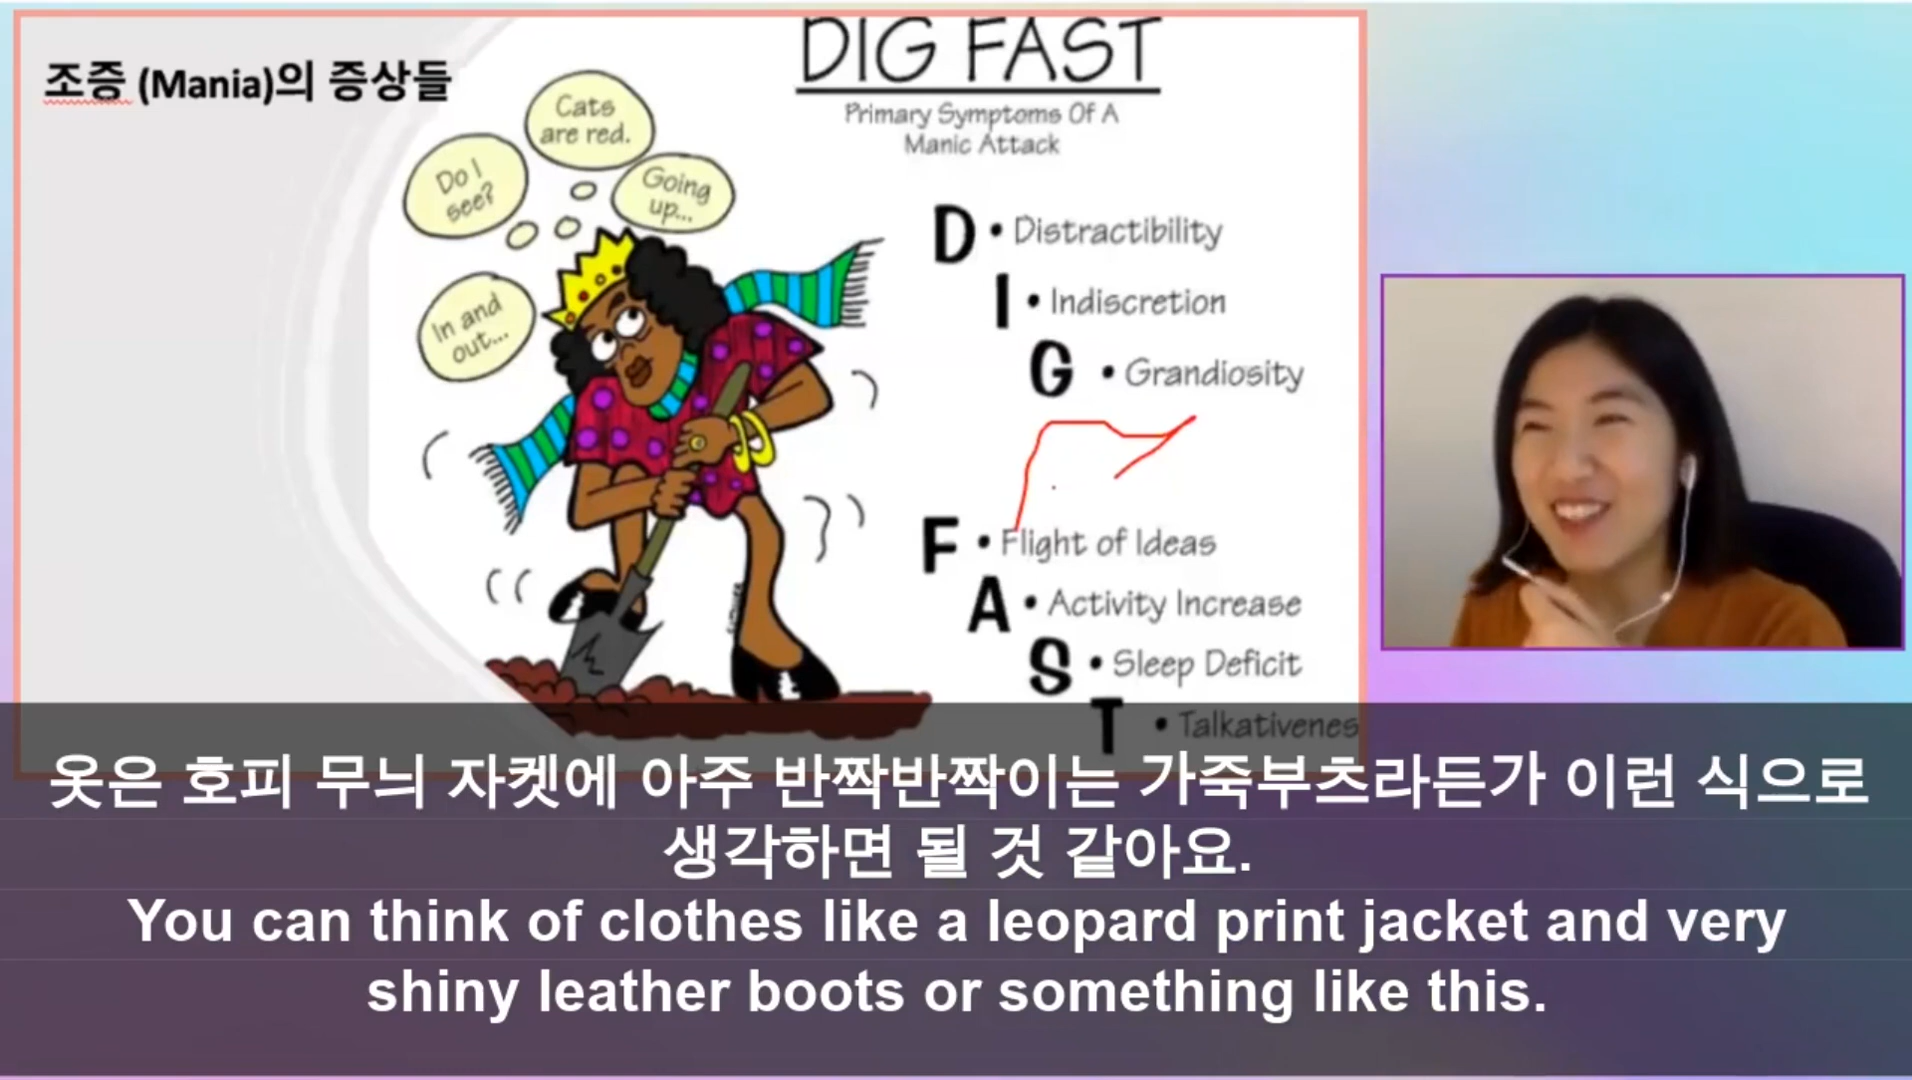 조증 (Mania)의 증상들
DIG FAST
Primary Symptoms Of A
Manic Attack
Cats
are red.
Do I
see?
Going
up...
In and
out...
D • Distractibility
I • Indiscretion
G • Grandiosity
F • Flight of Ideas
A • Activity Increase
S • Sleep Deficit
T • Talkativenes
옷은 호피 무늬 자켓에 아주 반짝반짝이는 가죽부츠라든가 이런 식으로
생각하면 될 것 같아요.
You can think of clothes like a leopard print jacket and very
shiny leather boots or something like this.